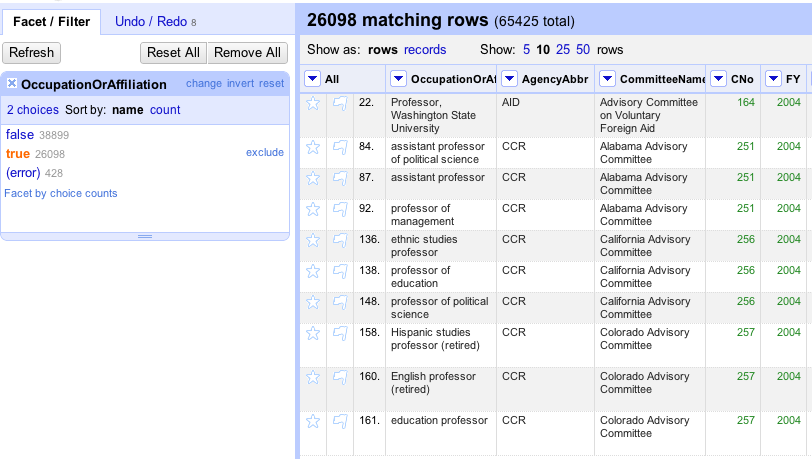 Facet / Filter Undo / Redo 8
Refresh Reset All Remove All
OccupationOrAffiliation change invert reset
2 choices Sort by: name count
false 38899
true 26098 exclude
(error) 428
Facet by choice counts
26098 matching rows (65425 total)
Show as: rows records Show: 5 10 25 50 rows
All OccupationOrAf AgencyAbbr CommitteeName CNo FY
22. Professor, AID Advisory Committee 164 2004
Washington State on Voluntary
University Foreign Aid
84. assistant professor CCR Alabama Advisory 251 2004
of political science Committee
87. assistant professor CCR Alabama Advisory 251 2004
Committee
92. professor of CCR Alabama Advisory 251 2004
management Committee
136. ethnic studies CCR California Advisory 256 2004
professor Committee
138. professor of CCR California Advisory 256 2004
education Committee
148. professor of political CCR California Advisory 256 2004
science Committee
158. Hispanic studies CCR Colorado Advisory 257 2004
professor (retired) Committee
160. English professor CCR Colorado Advisory 257 2004
(retired) Committee
161. education professor CCR Colorado Advisory 257 2004
Committee